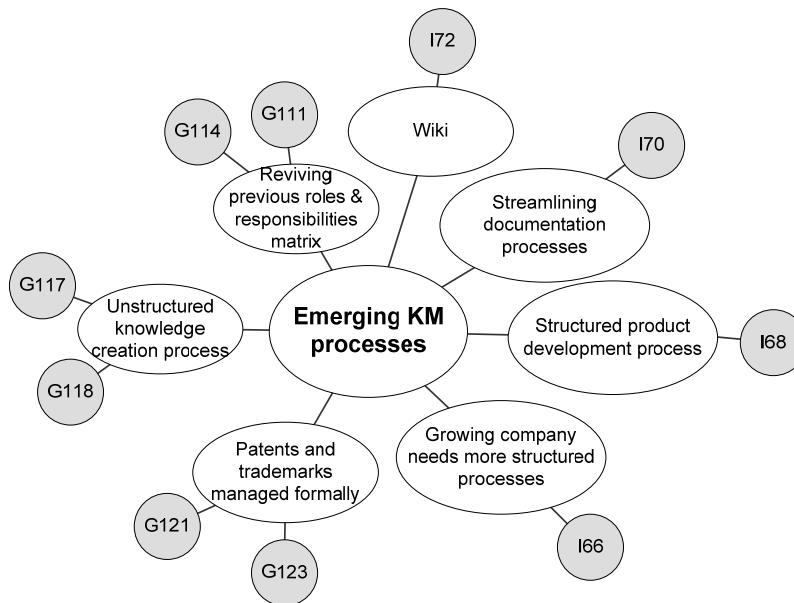 I72
G111
G114
Wiki
I70
Reviving
previous roles &
responsibilities
matrix
Streamlining
documentation
processes
G117
Unstructured
knowledge
creation process
G118
Emerging KM
processes
Structured product
development process
I68
Patents and
trademarks
managed formally
Growing company
needs more structured
processes
G121
G123
I66